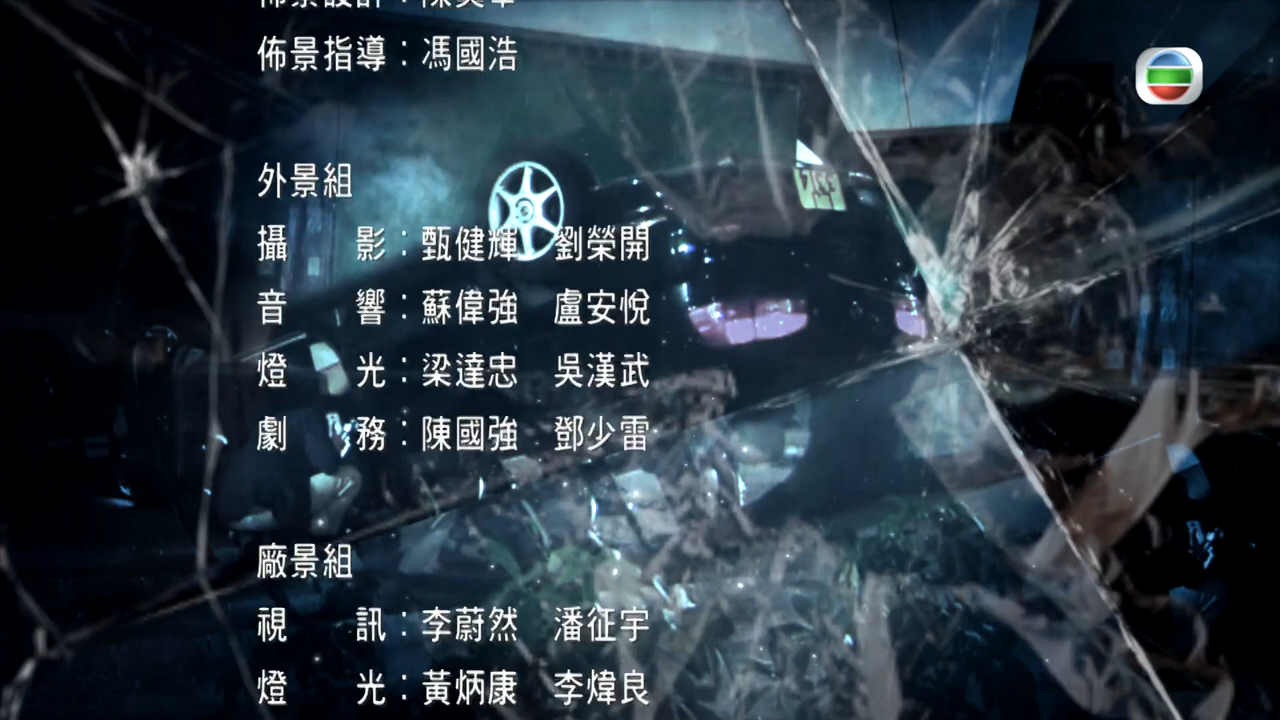 佈景指導：馮國浩
外景組
攝　　影：甄健輝　劉榮開
音　　響：蘇偉強　盧安悅
燈　　光：梁達忠　吳漢武
劇　　務：陳國強　鄧少雷
廠景組
視　　訊：李蔚然　潘征宇
燈　　光：黃炳康　李煒良